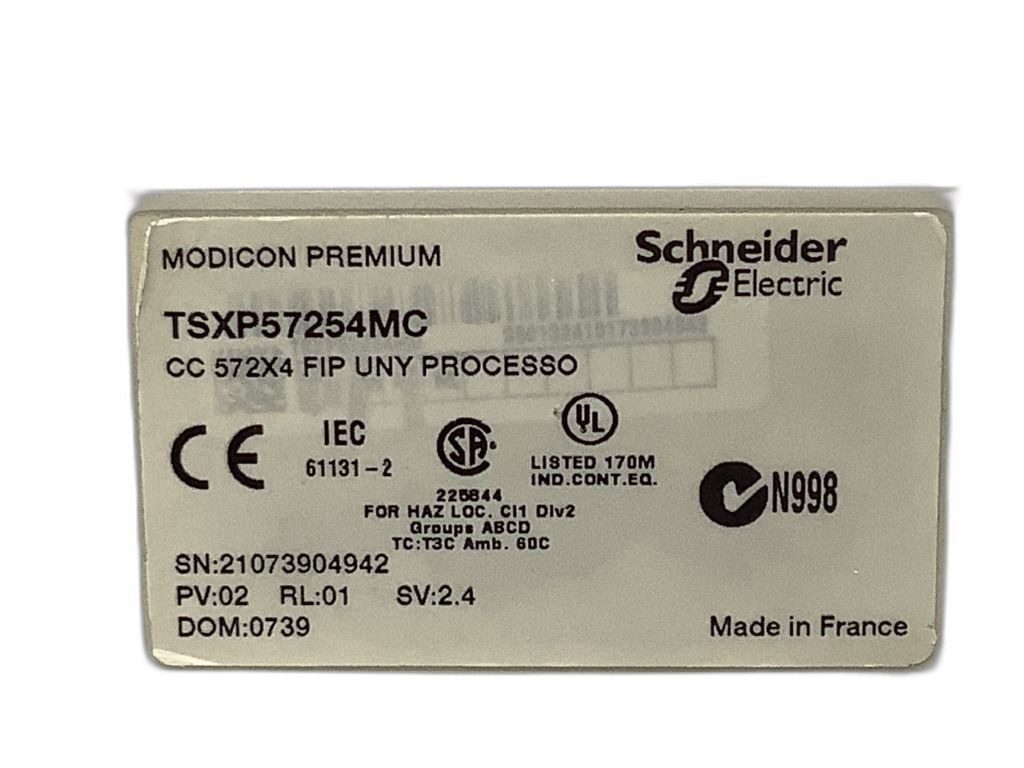 MODICON PREMIUM
Schneider
Electric
TSXP57254MC
CC 572X4 FIP UNY PROCESSO
CE
IEC
61131-2
SA
UL
LISTED 170M
IND.CONT.EQ.
N998
225844
FOR HAZ LOC. Cl1 Div2
Groups ABCD
TC:T3C Amb. 60C
SN:21073904942
PV:02 RL:01 SV:2.4
DOM:0739
Made in France